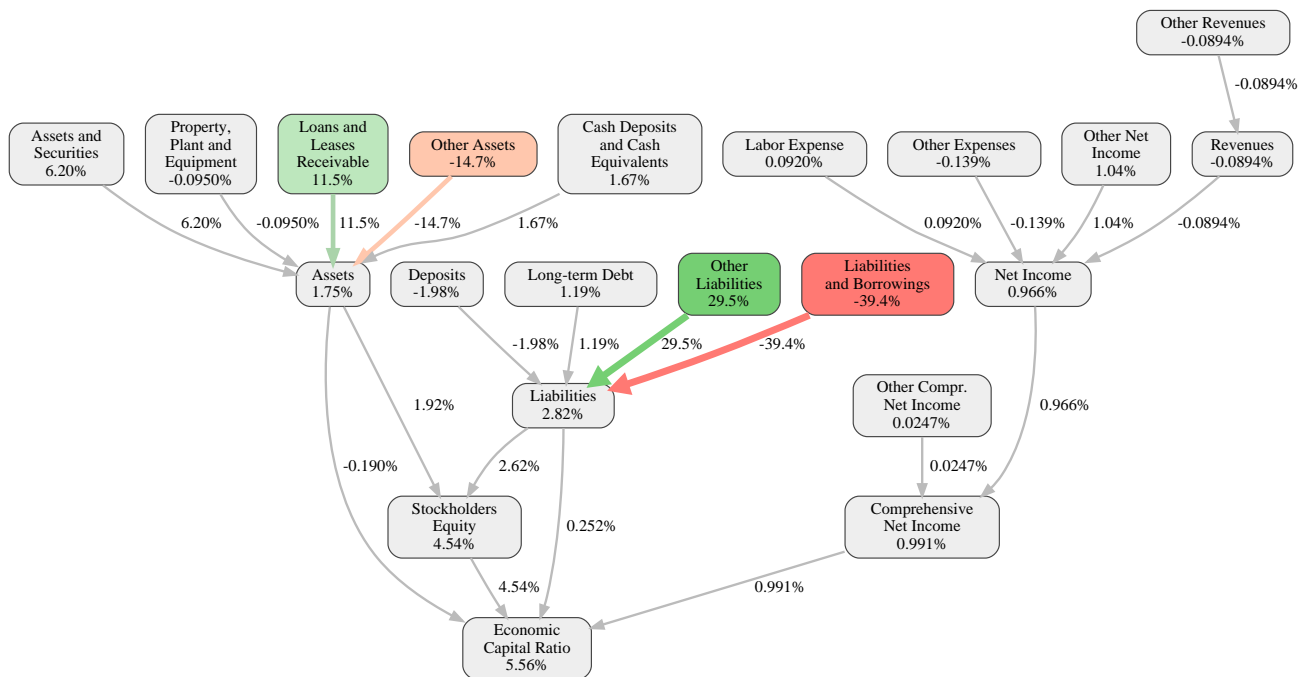 Other Revenues
-0.0894%
-0.0894%
Assets and
Securities
6.20%
Property,
Plant and
Equipment
-0.0950%
Loans and
Leases
Receivable
11.5%
Other Assets
-14.7%
Cash Deposits
and Cash
Equivalents
1.67%
Labor Expense
0.0920%
Other Expenses
-0.139%
Other Net
Income
1.04%
Revenues
-0.0894%
6.20%
-0.0950%
11.5%
-14.7%
1.67%
0.0920%
-0.139%
1.04%
-0.0894%
Assets
1.75%
Deposits
-1.98%
Long-term Debt
1.19%
Other
Liabilities
29.5%
Liabilities
and Borrowings
-39.4%
Net Income
0.966%
-1.98%
1.19%
29.5%
-39.4%
Liabilities
2.82%
Other Compr.
Net Income
0.0247%
1.92%
0.966%
-0.190%
2.62%
0.0247%
Stockholders
Equity
4.54%
0.252%
Comprehensive
Net Income
0.991%
4.54%
0.991%
Economic
Capital Ratio
5.56%